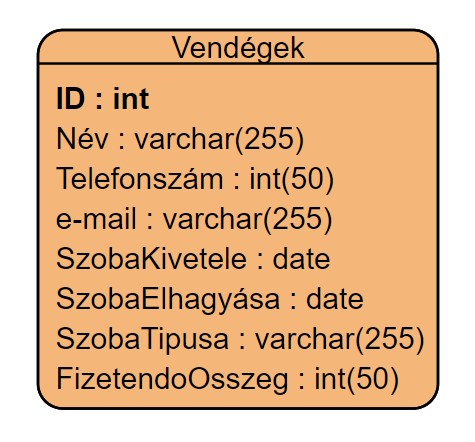 Vendégek
ID : int
Név : varchar(255)
Telefonszám : int(50)
e-mail : varchar(255)
SzobaKivetele : date
SzobaElhagyása : date
SzobaTipusa : varchar(255)
FizetendoOsszeg : int(50)